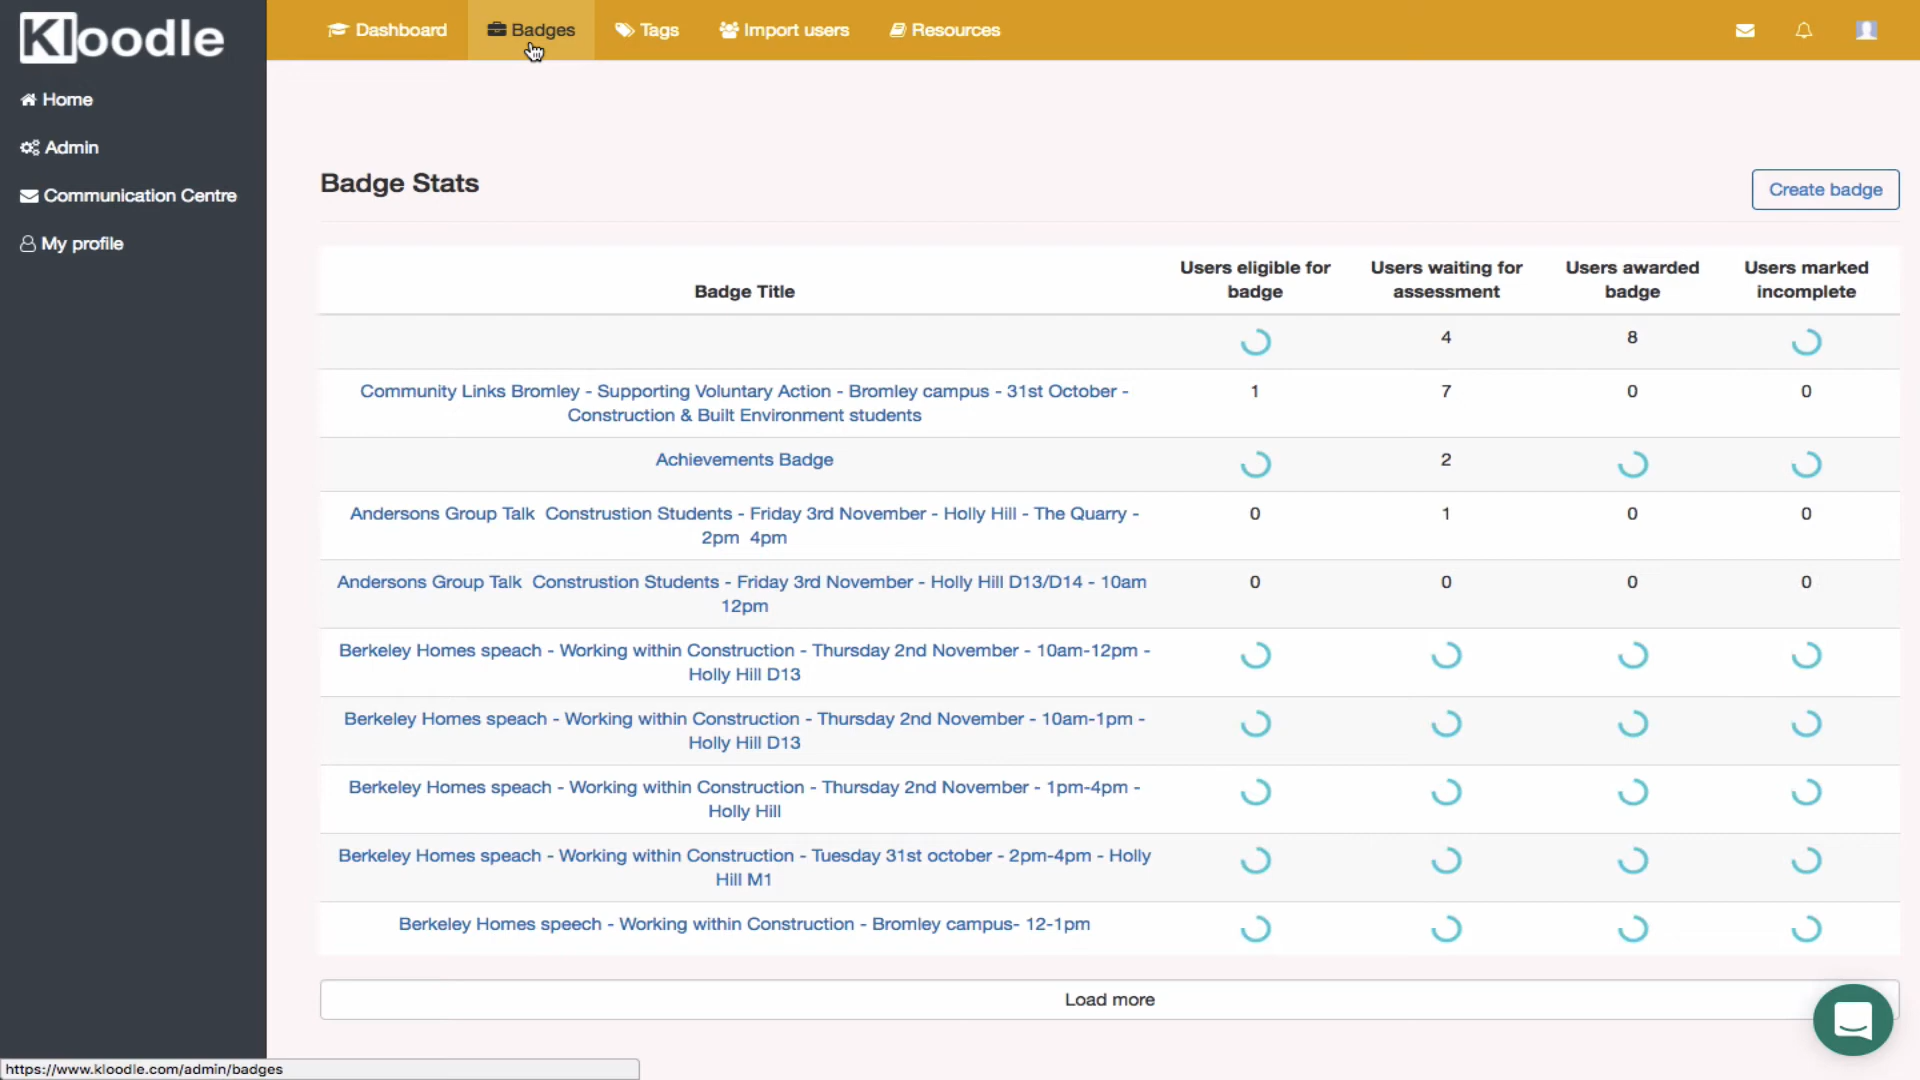 Kloodle
Dashboard
Badges
Tags
Import users
Resources
Home
Admin
Communication Centre
My profile
Badge Stats
Create badge
Badge Title
Users eligible for
badge
Users waiting for
assessment
Users awarded
badge
Users marked
incomplete
4
8
Community Links Bromley - Supporting Voluntary Action - Bromley campus - 31st October -
Construction & Built Environment students
1
7
0
0
Achievements Badge
2
Andersons Group Talk  Construstion Students - Friday 3rd November - Holly Hill - The Quarry -
2pm  4pm
0
1
0
0
Andersons Group Talk  Construstion Students - Friday 3rd November - Holly Hill D13/D14 - 10am
12pm
0
0
0
0
Berkeley Homes speach - Working within Construction - Thursday 2nd November - 10am-12pm -
Holly Hill D13
Berkeley Homes speach - Working within Construction - Thursday 2nd November - 10am-1pm -
Holly Hill D13
Berkeley Homes speach - Working within Construction - Thursday 2nd November - 1pm-4pm -
Holly Hill
Berkeley Homes speach - Working within Construction - Tuesday 31st october - 2pm-4pm - Holly
Hill M1
Berkeley Homes speech - Working within Construction - Bromley campus- 12-1pm
Load more
https://www.kloodle.com/admin/badges